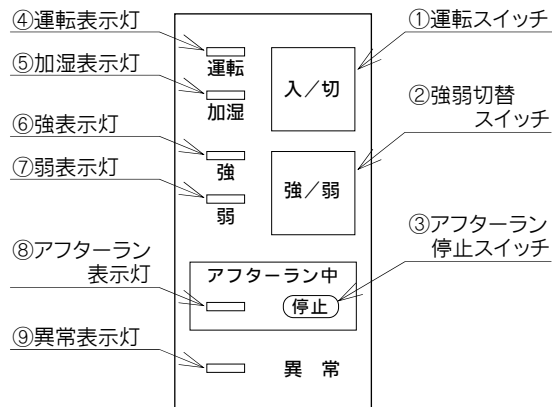 ④運転表示灯
⑤加湿表示灯
⑥強表示灯
⑦弱表示灯
⑧アフターラン
表示灯
⑨異常表示灯
運転
加湿
強
弱
入／切
強／弱
アフターラン中
停止
異 常
①運転スイッチ
②強弱切替
スイッチ
③アフターラン
停止スイッチ